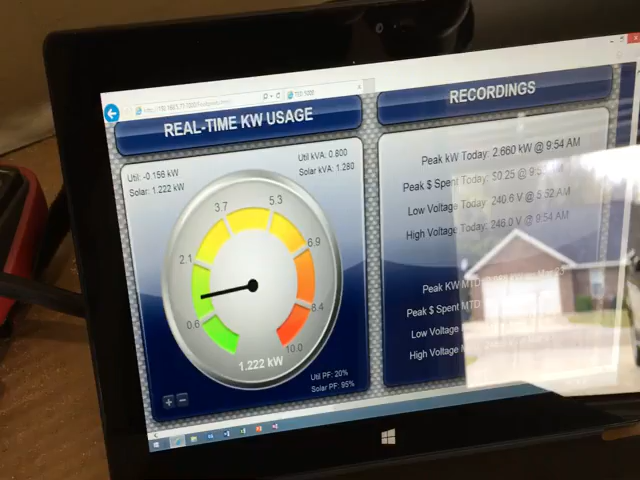 TED 5000
REAL-TIME KW USAGE
Util: -0.156 kW
Solar: 1.222 kW
Util kVA: 0.800
Solar kVA: 1.280
0.6
2.1
3.7
5.3
6.9
8.4
10.0
1.222 kW
Util PF: 20%
Solar PF: 95%
RECORDINGS
Peak kW Today: 2.660 kW @ 9:54 AM
Peak $ Spent Today: $0.25 @
Low Voltage Today: 240.6 V @ 5:52 AM
High Voltage Today: 246.0 V @ 9:54 AM
Peak KW MTD
Peak $ Spent MTD
Low Voltage
High Voltage